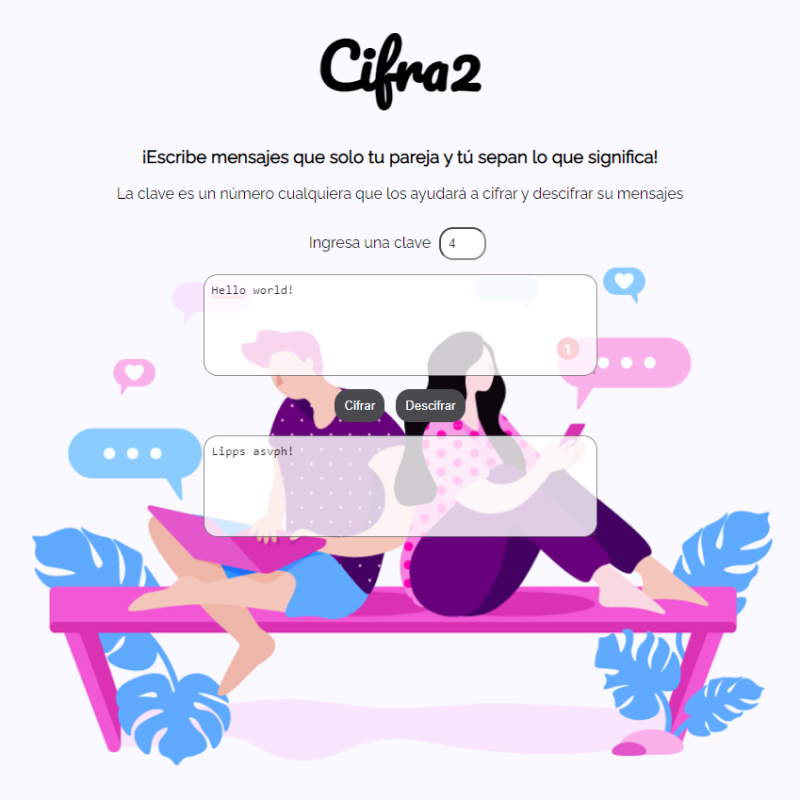 Cifra2
¡Escribe mensajes que solo tu pareja y tú sepan lo que significa!
La clave es un número cualquiera que los ayudará a cifrar y descifrar su mensajes
Ingresa una clave 4
Hello world!
1
Cifrar Descifrar
Lipps asvph!